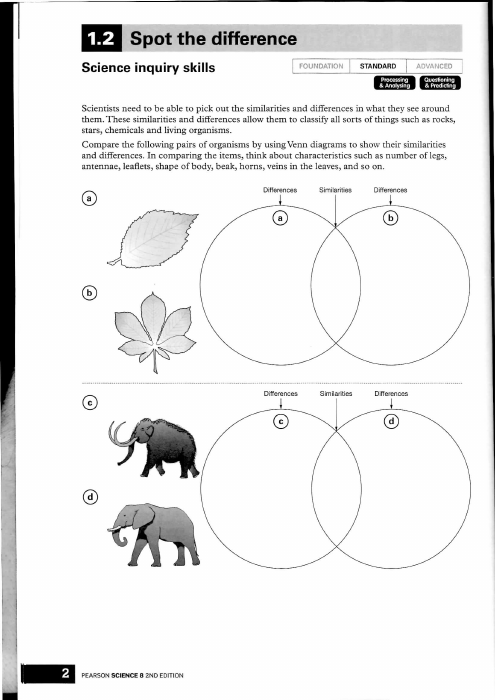 1.2 Spot the difference
Science inquiry skills
FOUNDATION STANDARD ADVANCED
Processing & Analysing
Questioning & Predicting
Scientists need to be able to pick out the similarities and differences in what they see around
them. These similarities and differences allow them to classify all sorts of things such as rocks,
stars, chemicals and living organisms.
Compare the following pairs of organisms by using Venn diagrams to show their similarities
and differences. In comparing the items, think about characteristics such as number of legs,
antennae, leaflets, shape of body, beak, horns, veins in the leaves, and so on.
a
Differences Similarities Differences
a b
b
c
Differences Similarities Differences
c d
d
2 PEARSON SCIENCE 8 2ND EDITION